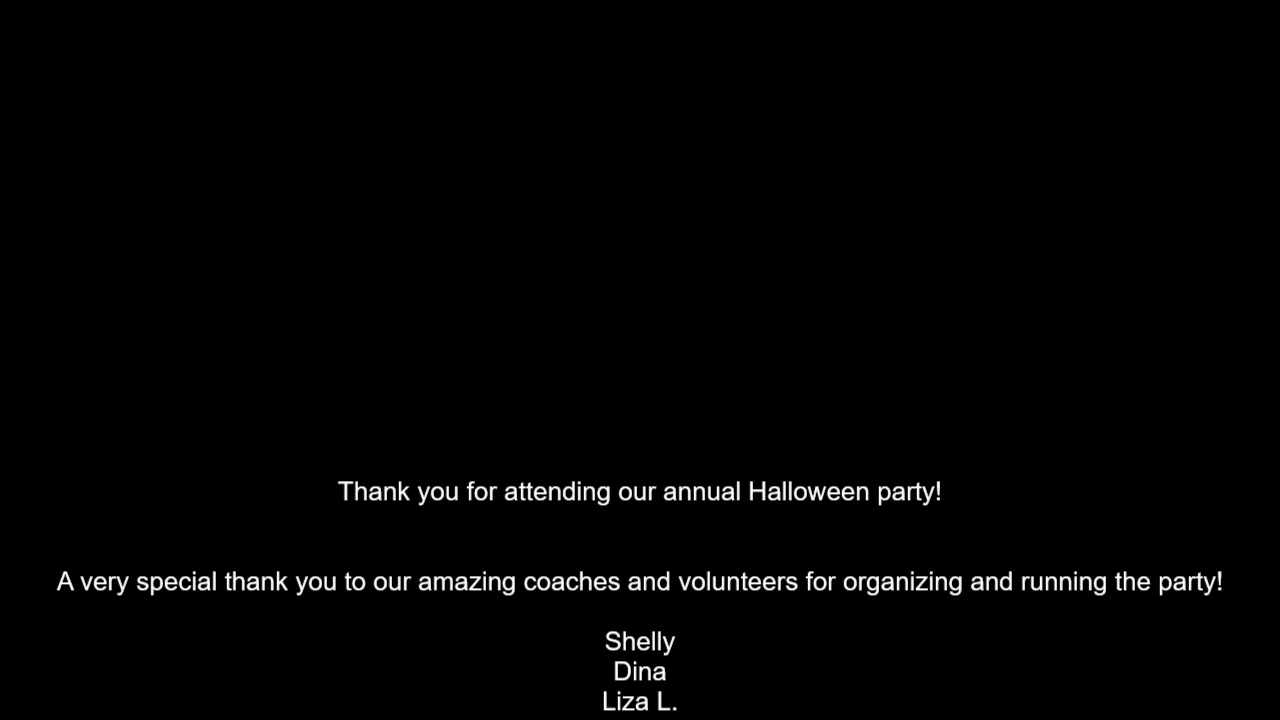 Thank you for attending our annual Halloween party!
A very special thank you to our amazing coaches and volunteers for organizing and running the party!
Shelly
Dina
Liza L.